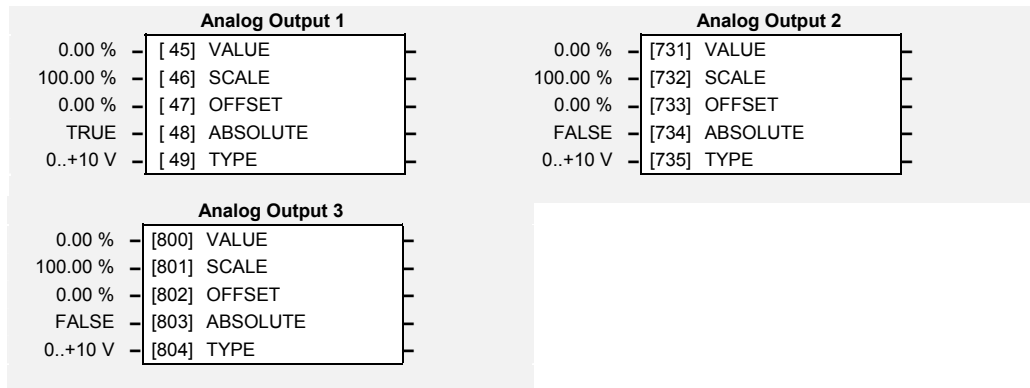 Analog Output 1
0.00 % – [ 45] VALUE –
100.00 % – [ 46] SCALE –
0.00 % – [ 47] OFFSET –
TRUE – [ 48] ABSOLUTE –
0..+10 V – [ 49] TYPE –
Analog Output 2
0.00 % – [731] VALUE –
100.00 % – [732] SCALE –
0.00 % – [733] OFFSET –
FALSE – [734] ABSOLUTE –
0..+10 V – [735] TYPE –
Analog Output 3
0.00 % – [800] VALUE –
100.00 % – [801] SCALE –
0.00 % – [802] OFFSET –
FALSE – [803] ABSOLUTE –
0..+10 V – [804] TYPE –